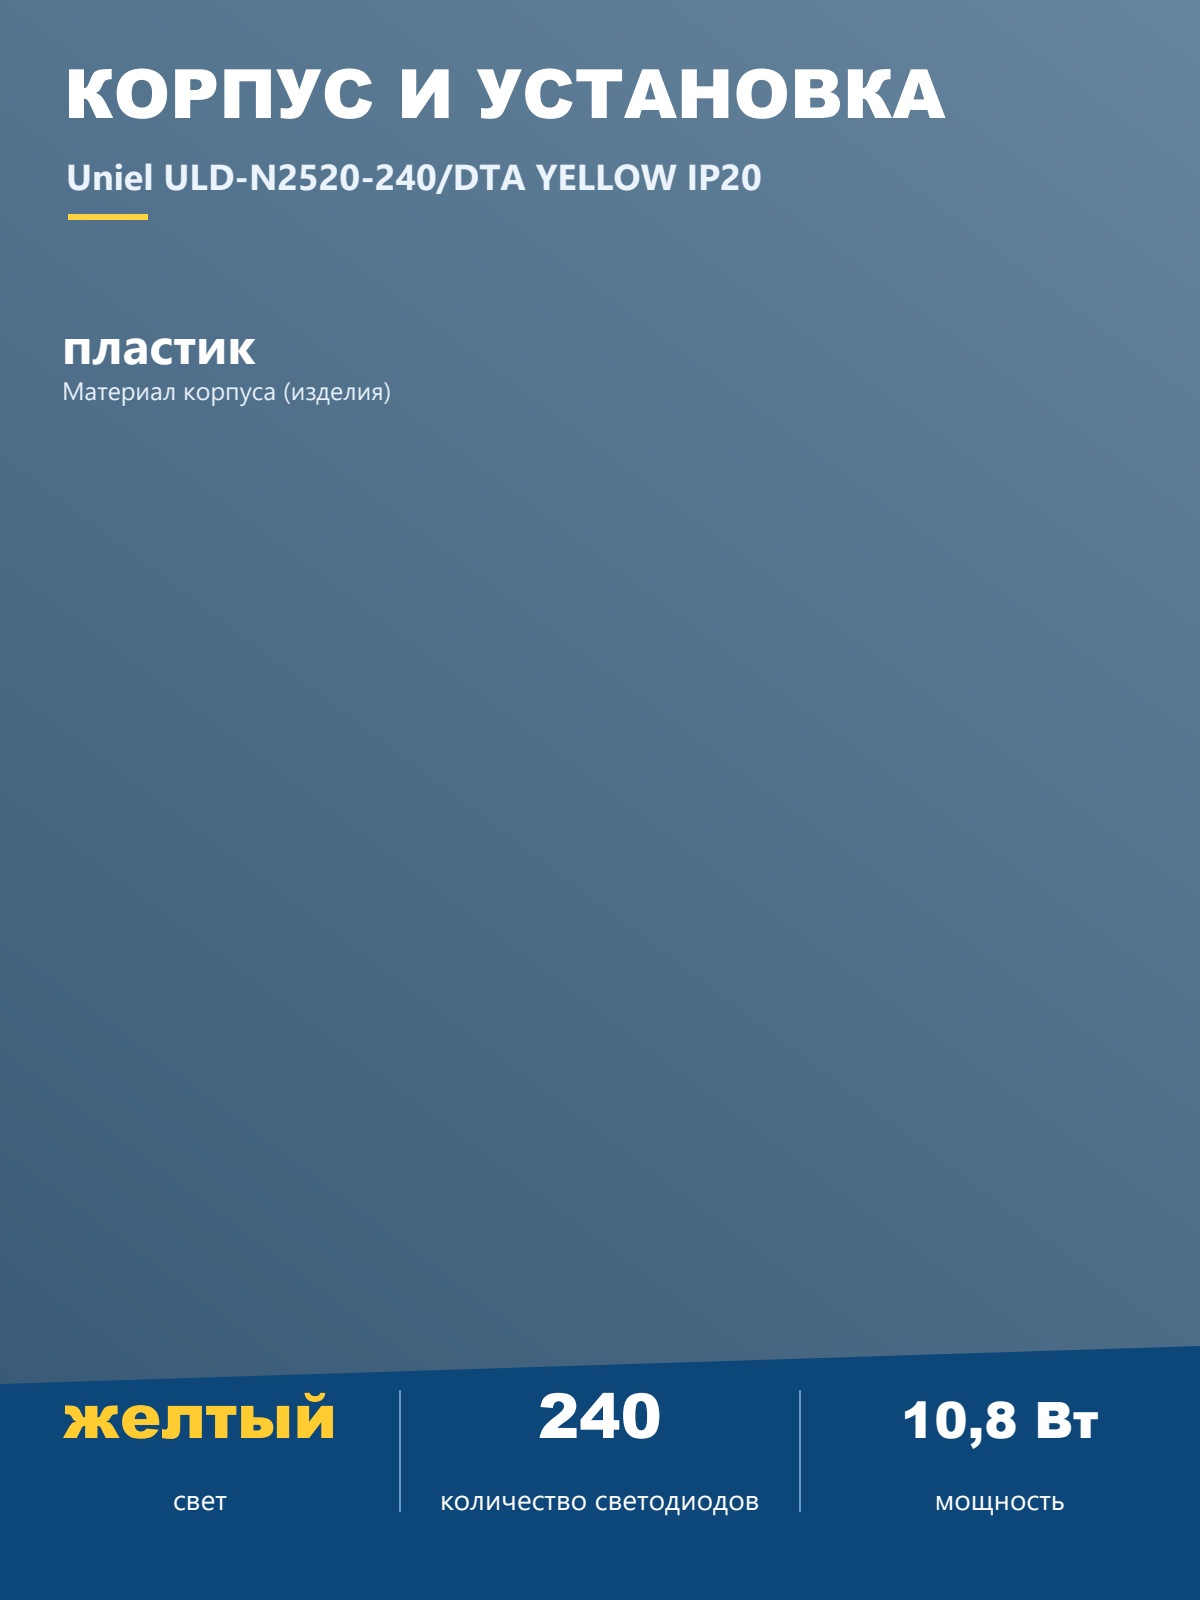 КОРПУС И УСТАНОВКА
Uniel ULD-N2520-240/DTA YELLOW IP20
пластик
Материал корпуса (изделия)
желтый
свет
240
количество светодиодов
10,8 Вт
мощность